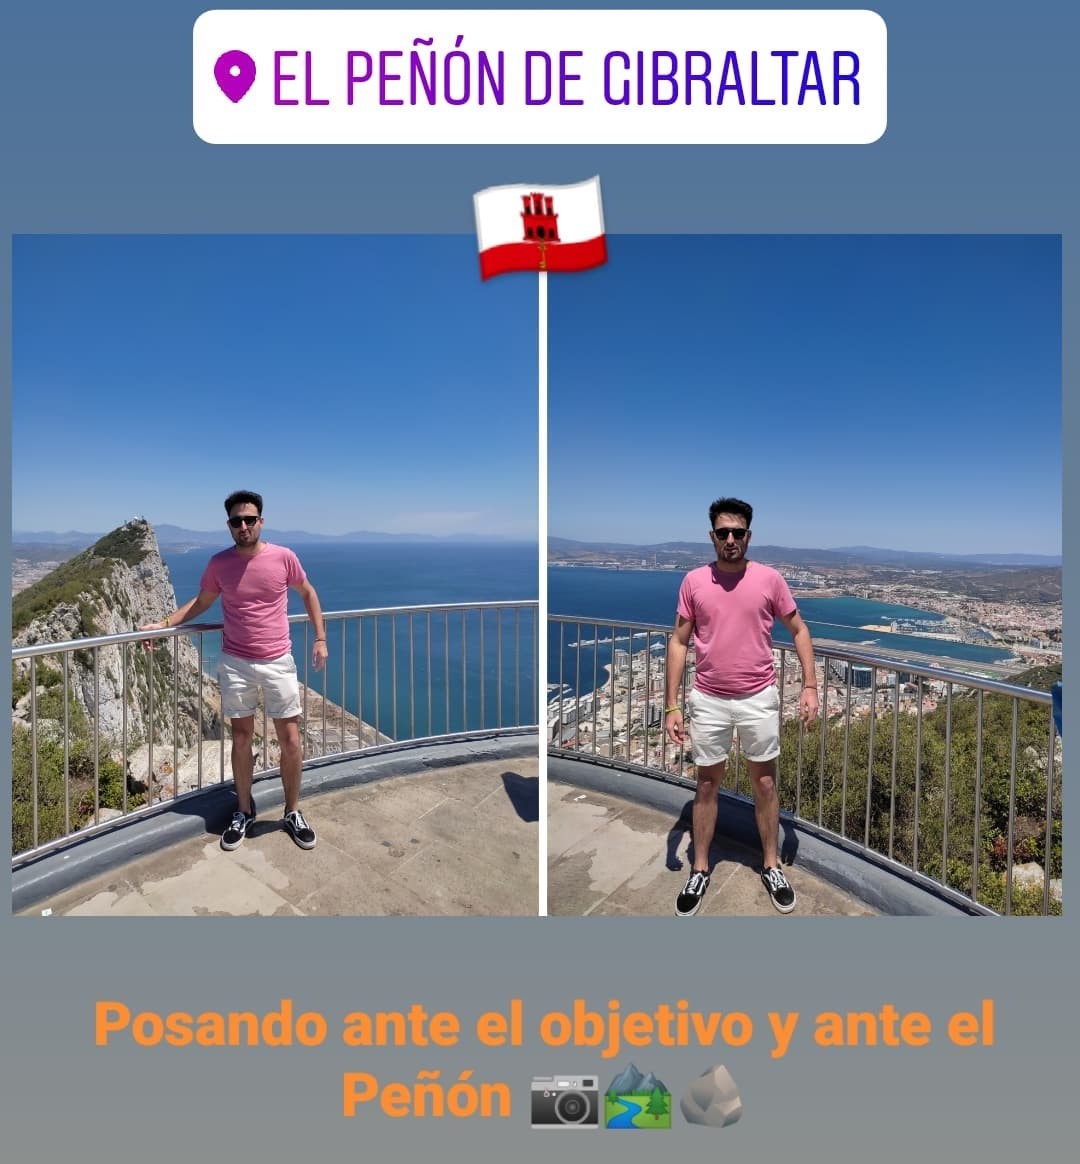 EL PEÑÓN DE GIBRALTAR
Posando ante el objetivo y ante el
Peñón 📷🏞️🪨